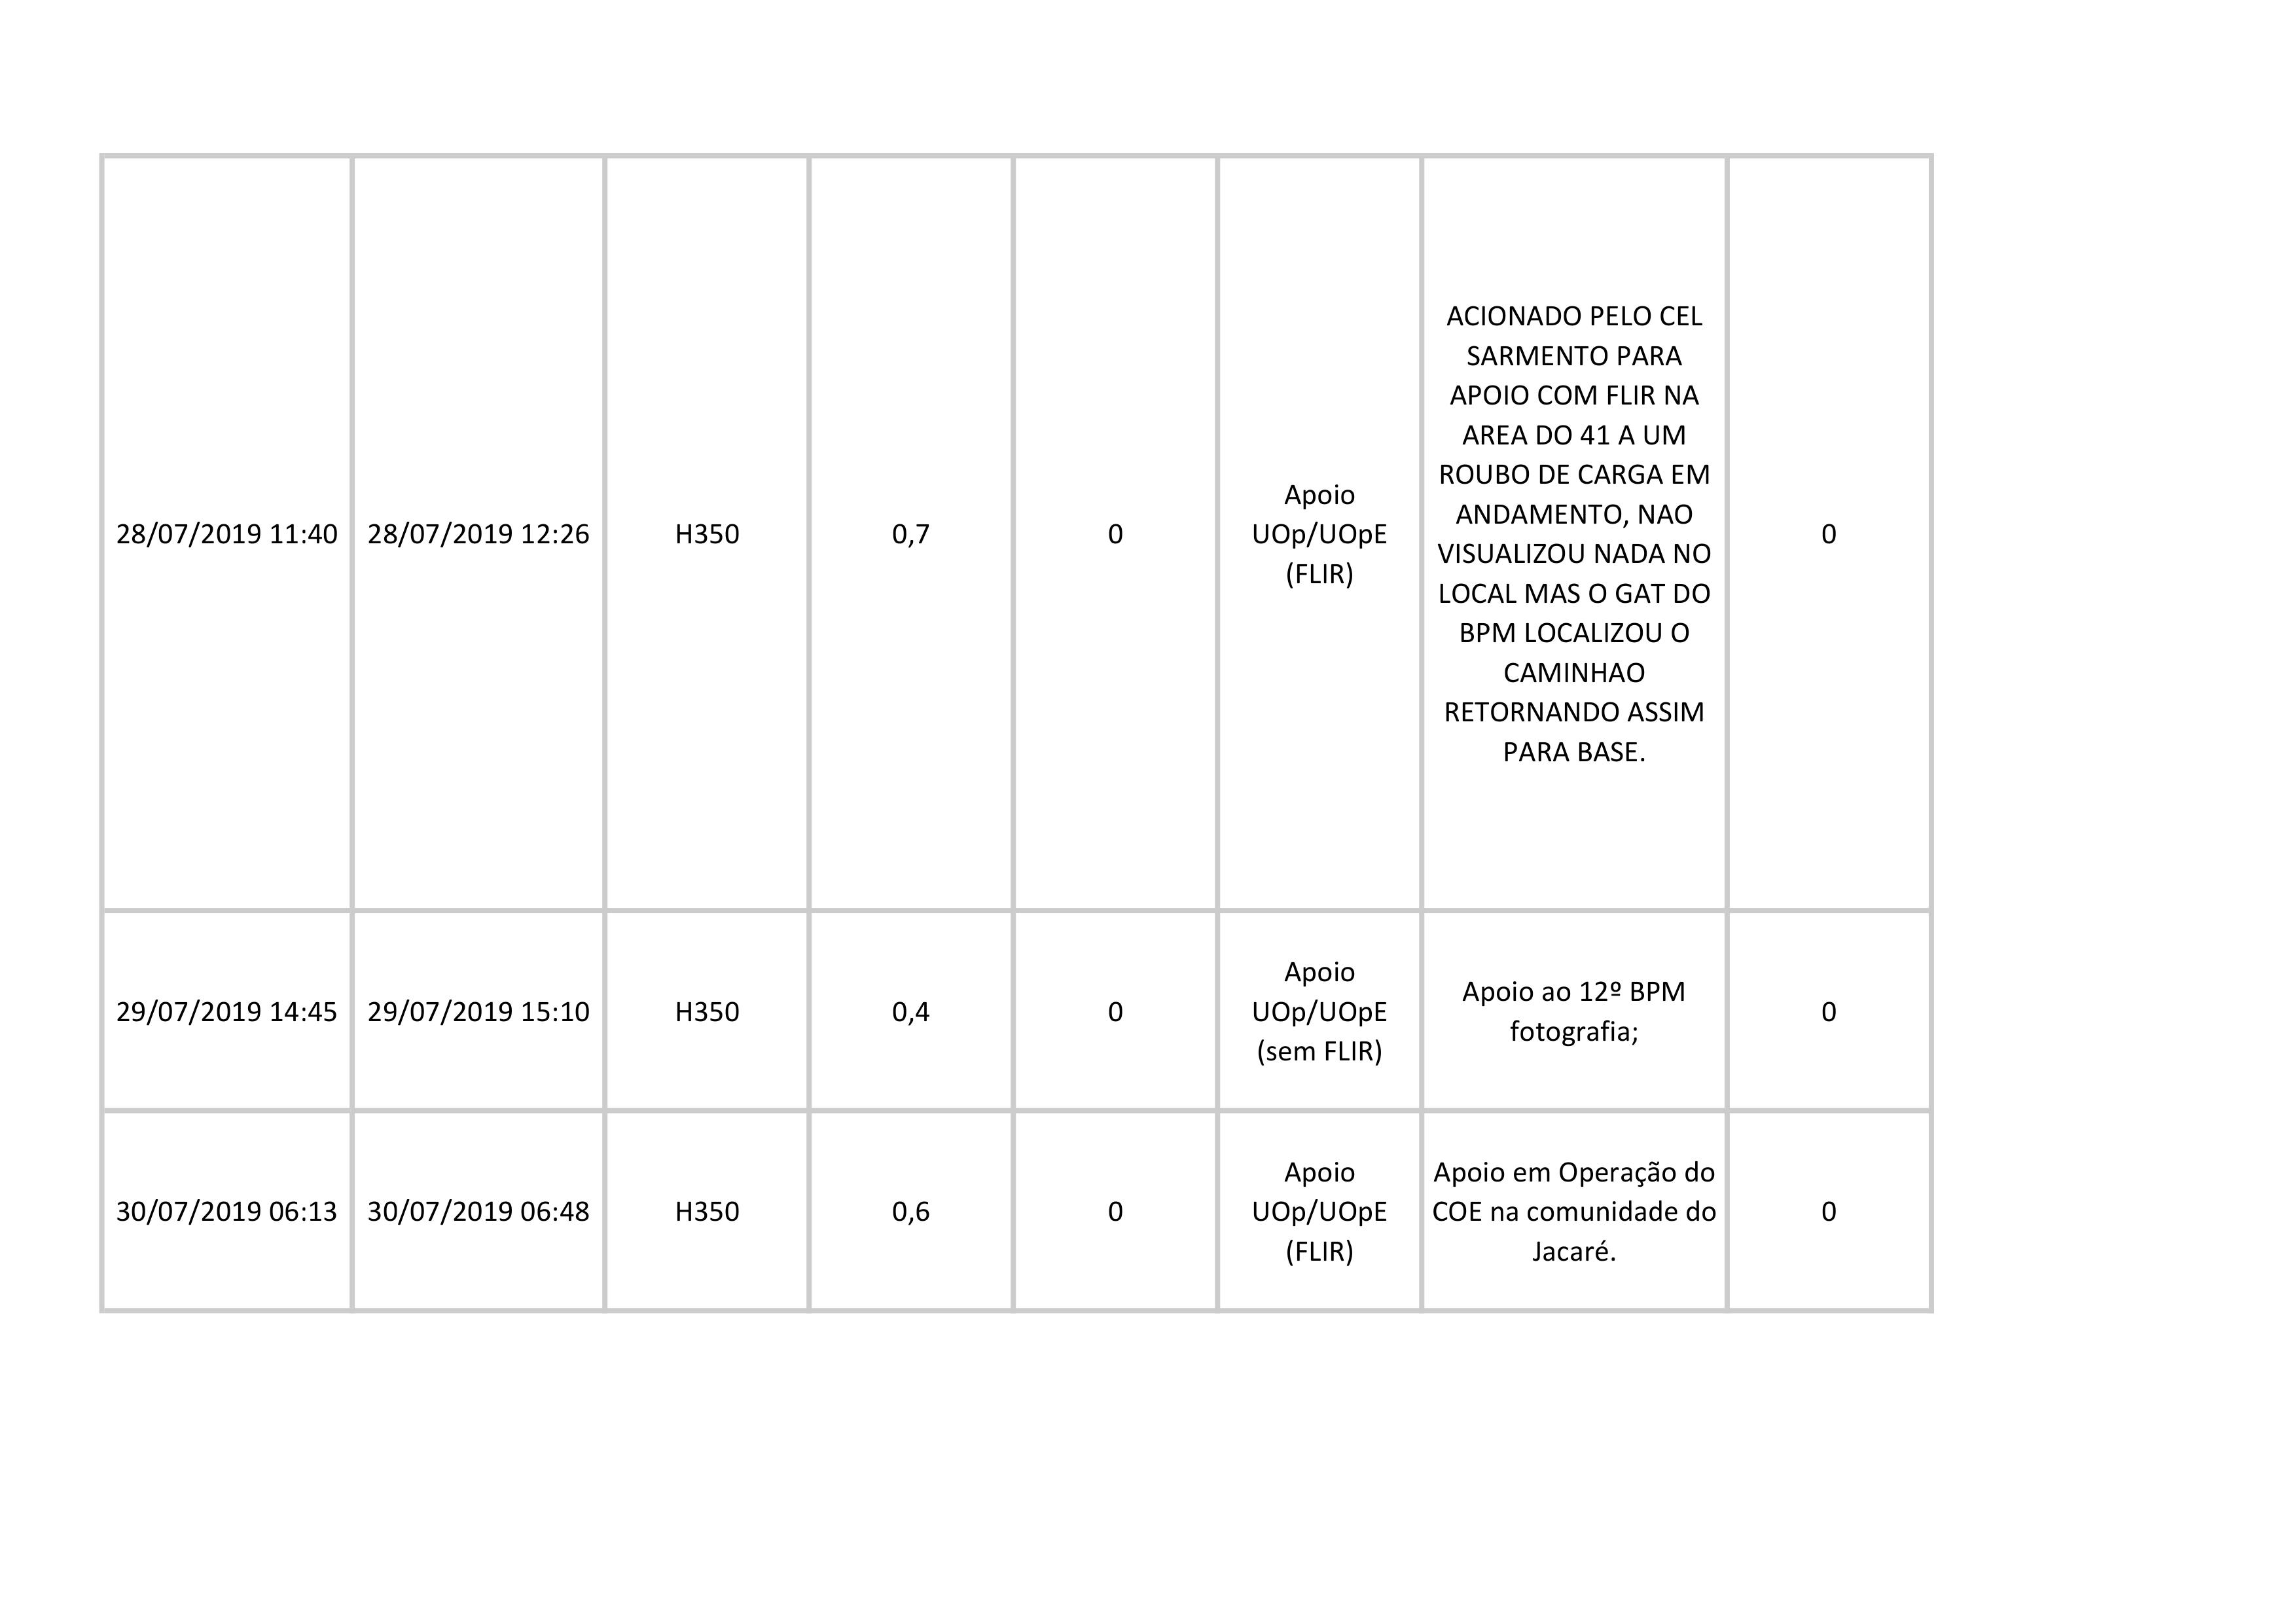 28/07/2019 11:40
28/07/2019 12:26
H350
0,7
0
Apoio
UOp/UOpE
(FLIR)
ACIONADO PELO CEL
SARMENTO PARA
APOIO COM FLIR NA
AREA DO 41 A UM
ROUBO DE CARGA EM
ANDAMENTO, NAO
VISUALIZOU NADA NO
LOCAL MAS O GAT DO
BPM LOCALIZOU O
CAMINHAO
RETORNANDO ASSIM
PARA BASE.
0
29/07/2019 14:45
29/07/2019 15:10
H350
0,4
0
Apoio
UOp/UOpE
(sem FLIR)
Apoio ao 12º BPM
fotografia;
0
30/07/2019 06:13
30/07/2019 06:48
H350
0,6
0
Apoio
UOp/UOpE
(FLIR)
Apoio em Operação do
COE na comunidade do
Jacaré.
0